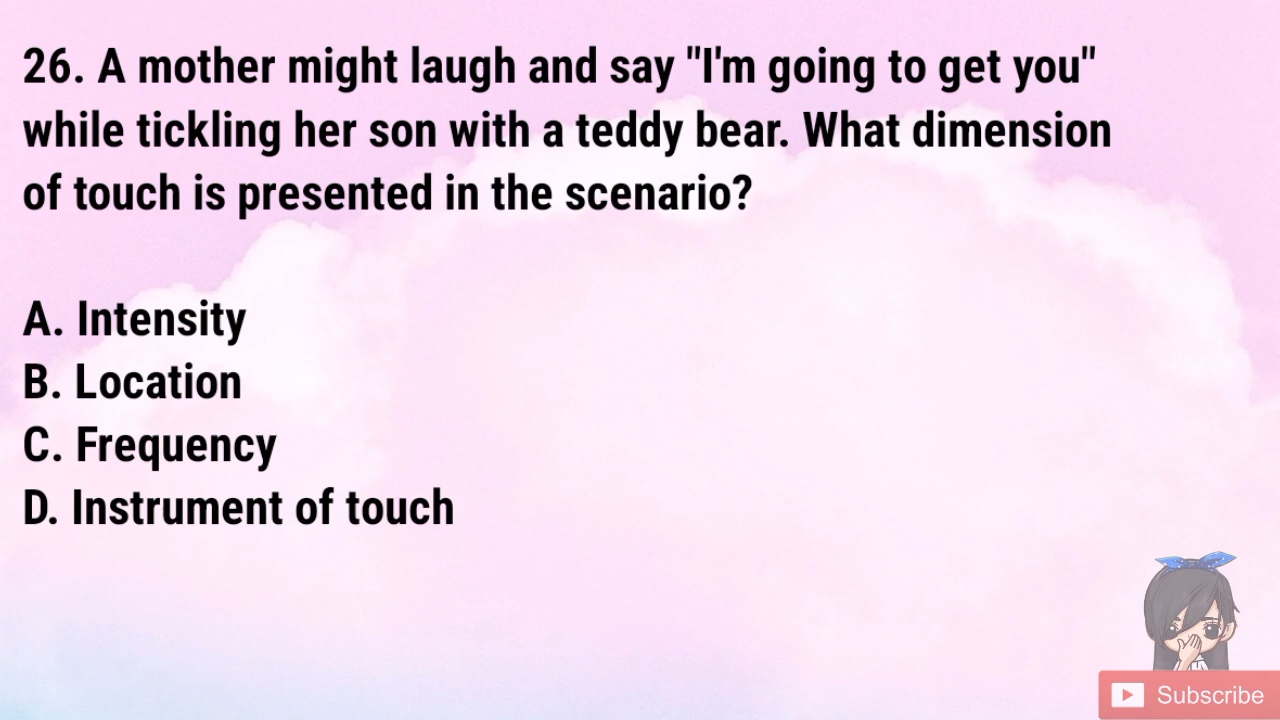 26. A mother might laugh and say "I'm going to get you"
while tickling her son with a teddy bear. What dimension
of touch is presented in the scenario?
A. Intensity
B. Location
C. Frequency
D. Instrument of touch
Subscribe